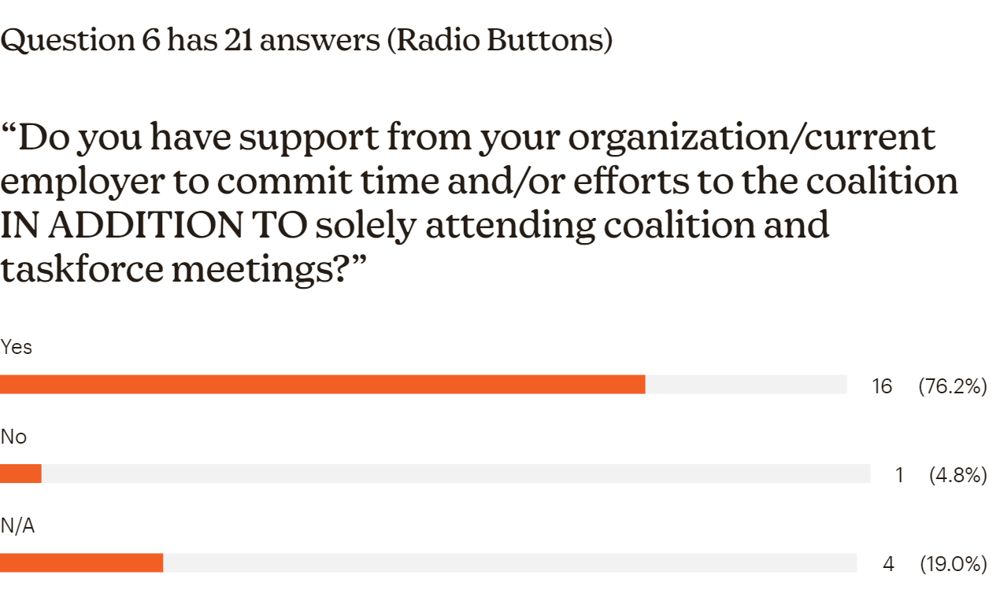 Question 6 has 21 answers (Radio Buttons)
“Do you have support from your organization/current
employer to commit time and/or efforts to the coalition
IN ADDITION TO solely attending coalition and
taskforce meetings?”
Yes
16 (76.2%)
No
1 (4.8%)
N/A
4 (19.0%)